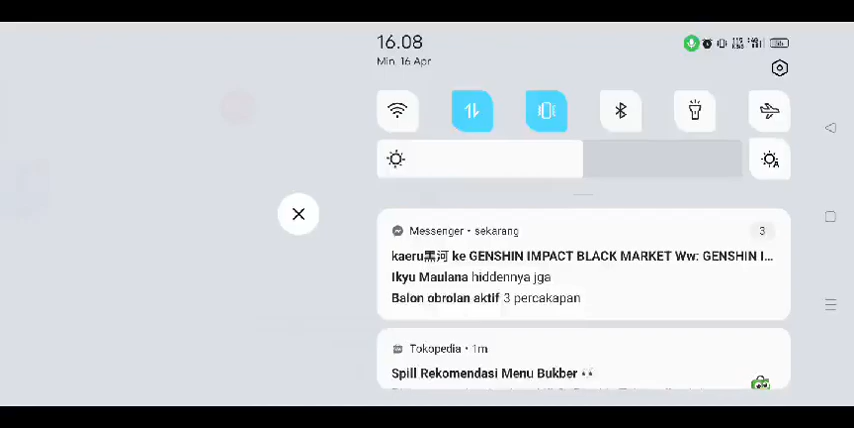 16.08
Min, 16 Apr
Messenger • sekarang
3
kaeru黒河 ke GENSHIN IMPACT BLACK MARKET Ww: GENSHIN I...
Ikyu Maulana hiddennya jga
Balon obrolan aktif 3 percakapan
Tokopedia • 1m
Spill Rekomendasi Menu Bukber 👀